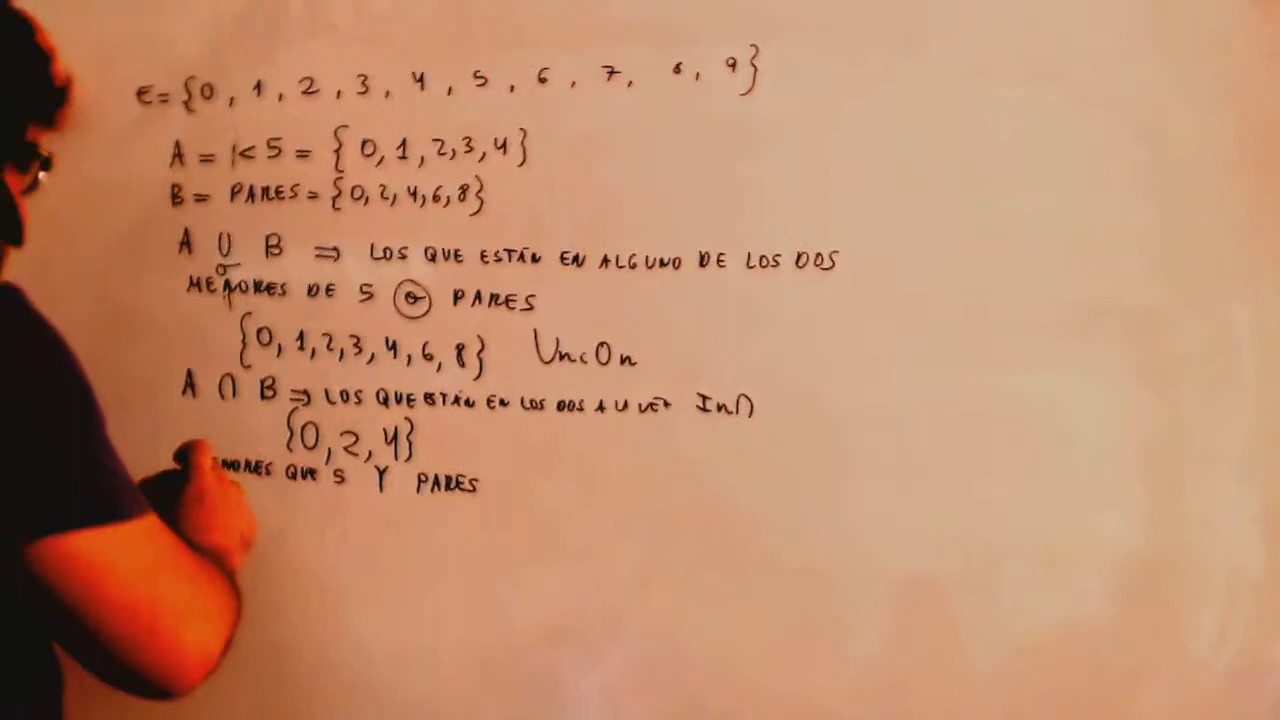 E={0, 1, 2, 3, 4, 5, 6, 7, 8, 9}
A = K 5 = { 0, 1, 2, 3, 4 }
B = PARES = {0, 2, 4, 6, 8}
A ∪ B ⇒ LOS QUE ESTÁN EN ALGUNO DE LOS DOS
o
MENORES DE 5 o PARES
{0, 1, 2, 3, 4, 6, 8} UniOn
A ∩ B ⇒ LOS QUE ESTÁN EN LOS DOS A LA VEZ In∩
{0, 2, 4}
NORES QUE 5 Y PARES